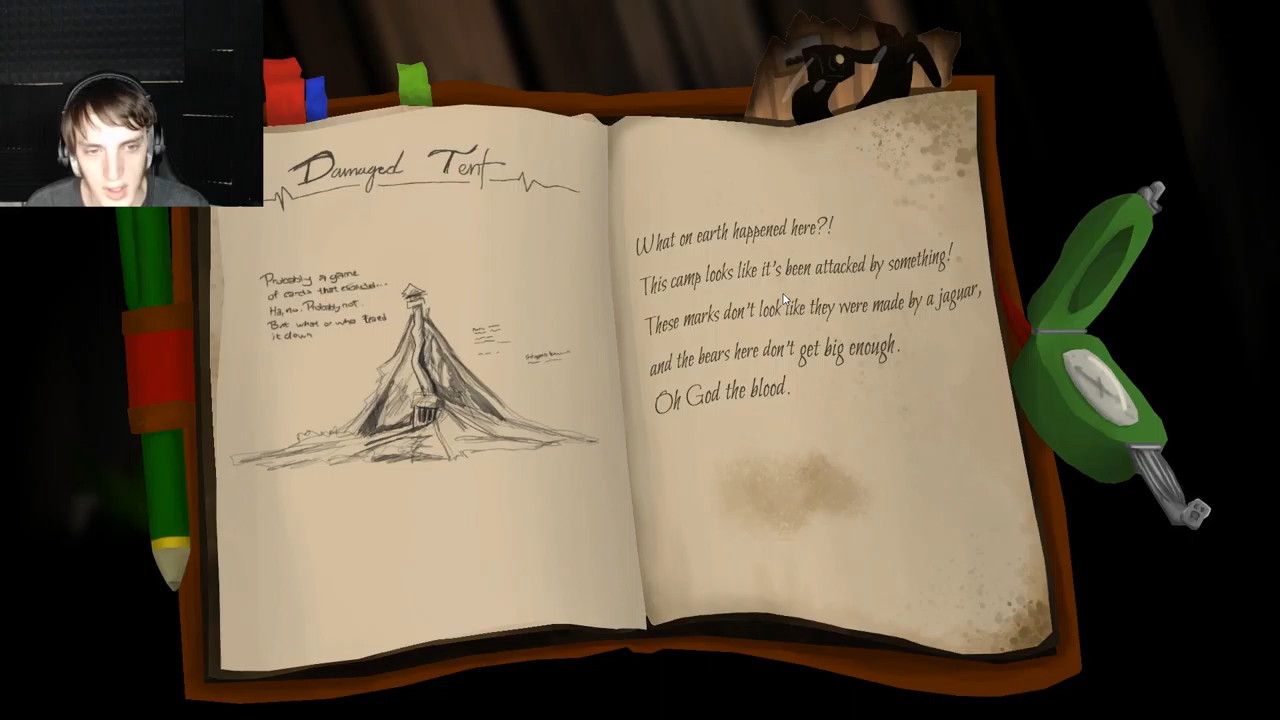 Damaged Tent
Probably a game
of cards that exploded...
Ha, no. Probably not.
But what or who
it down
What on earth happened here?!
This camp looks like it's been attacked by something!
These marks don't look like they were made by a jaguar,
and the bears here don't get big enough.
Oh God the blood.